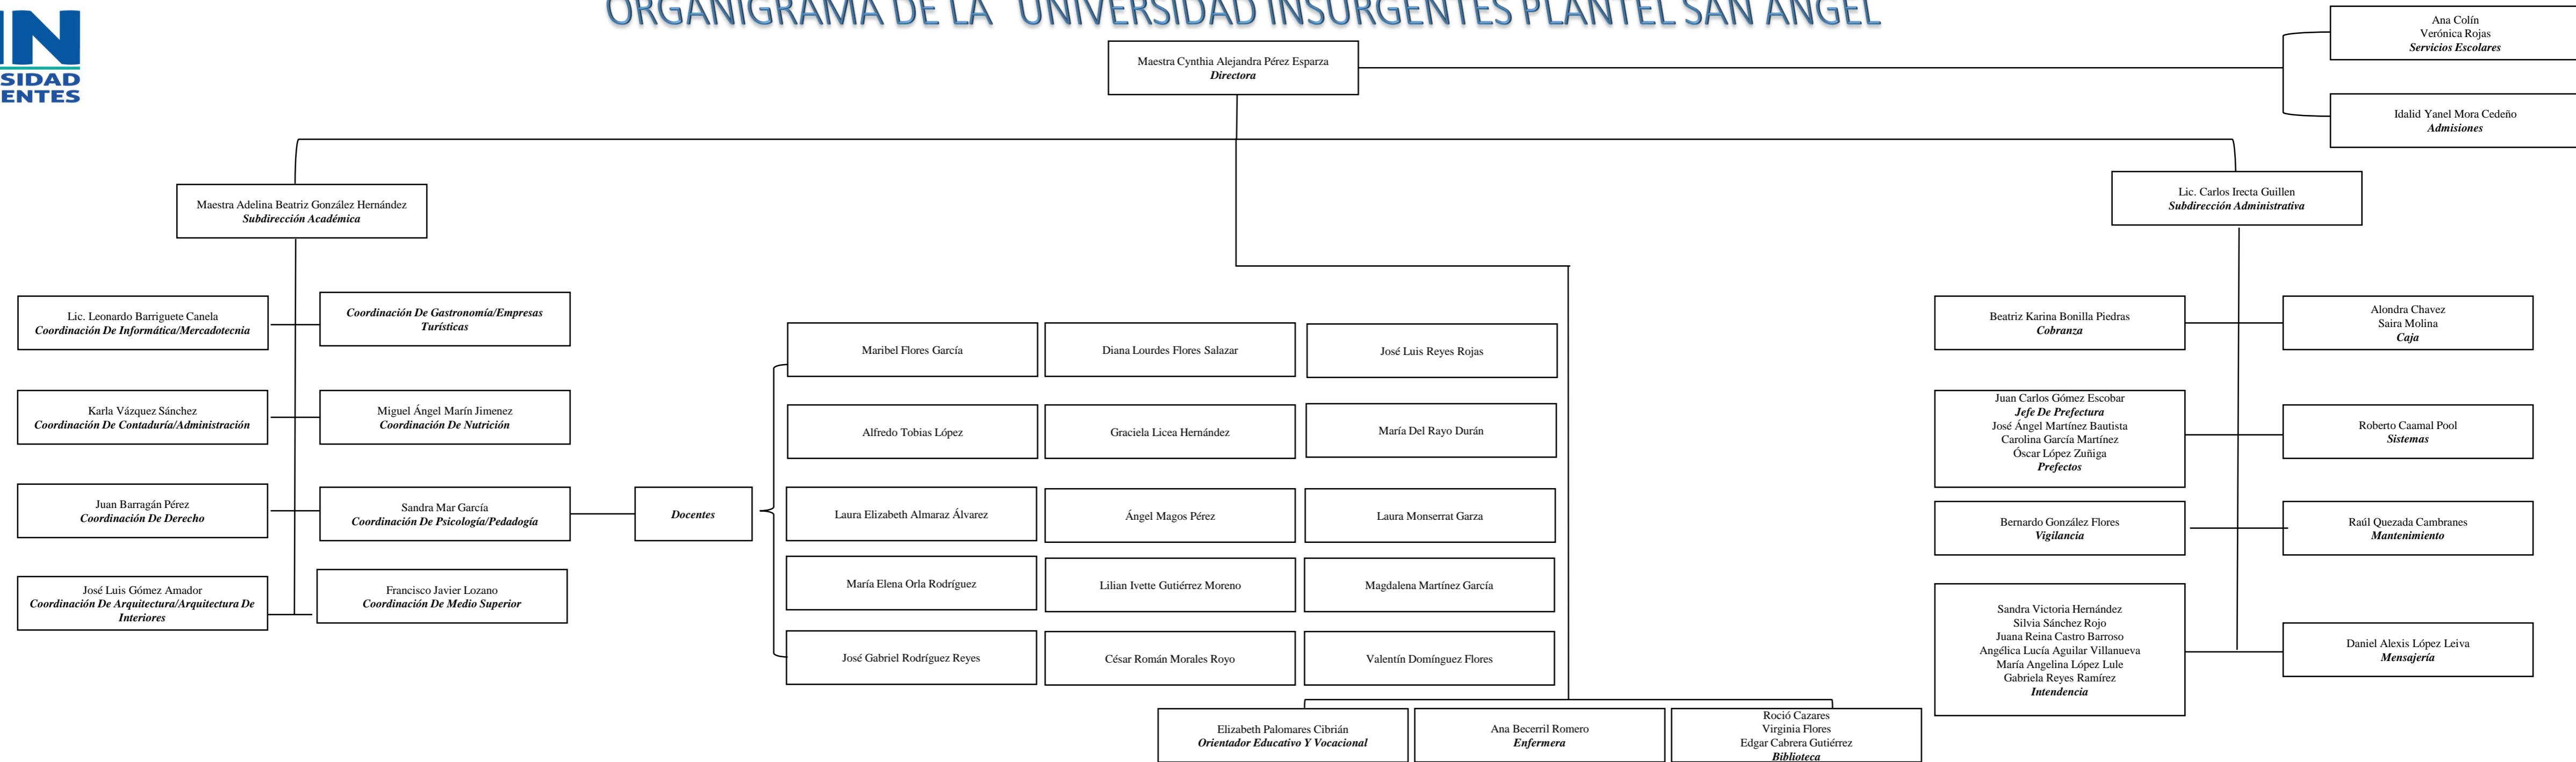 ORGANIGRAMA DE LA "UNIVERSIDAD INSURGENTES PLANTEL SAN ÁNGEL
IN
SIDAD
ENTES
Maestra Cynthia Alejandra Pérez Esparza
Directora
Ana Colín
Verónica Rojas
Servicios Escolares
Idalid Yanel Mora Cedeño
Admisiones
Maestra Adelina Beatriz González Hernández
Subdirección Académica
Lic. Carlos Irecta Guillen
Subdirección Administrativa
Lic. Leonardo Barriguete Canela
Coordinación De Informática/Mercadotecnia
Coordinación De Gastronomía/Empresas
Turísticas
Karla Vázquez Sánchez
Coordinación De Contaduría/Administración
Miguel Ángel Marín Jimenez
Coordinación De Nutrición
Juan Barragán Pérez
Coordinación De Derecho
Sandra Mar García
Coordinación De Psicología/Pedadogía
José Luis Gómez Amador
Coordinación De Arquitectura/Arquitectura De
Interiores
Francisco Javier Lozano
Coordinación De Medio Superior
Docentes
Maribel Flores García
Diana Lourdes Flores Salazar
José Luis Reyes Rojas
Alfredo Tobias López
Graciela Licea Hernández
María Del Rayo Durán
Laura Elizabeth Almaraz Álvarez
Ángel Magos Pérez
Laura Monserrat Garza
María Elena Orla Rodríguez
Lilian Ivette Gutiérrez Moreno
Magdalena Martínez García
José Gabriel Rodríguez Reyes
César Román Morales Royo
Valentín Domínguez Flores
Beatriz Karina Bonilla Piedras
Cobranza
Alondra Chavez
Saira Molina
Caja
Juan Carlos Gómez Escobar
Jefe De Prefectura
José Ángel Martínez Bautista
Carolina García Martínez
Óscar López Zuñiga
Prefectos
Roberto Caamal Pool
Sistemas
Bernardo González Flores
Vigilancia
Raúl Quezada Cambranes
Mantenimiento
Sandra Victoria Hernández
Silvia Sánchez Rojo
Juana Reina Castro Barroso
Angélica Lucía Aguilar Villanueva
María Angelina López Lule
Gabriela Reyes Ramírez
Intendencia
Daniel Alexis López Leiva
Mensajería
Elizabeth Palomares Cibrián
Orientador Educativo Y Vocacional
Ana Becerril Romero
Enfermera
Roció Cazares
Virginia Flores
Edgar Cabrera Gutiérrez
Biblioteca